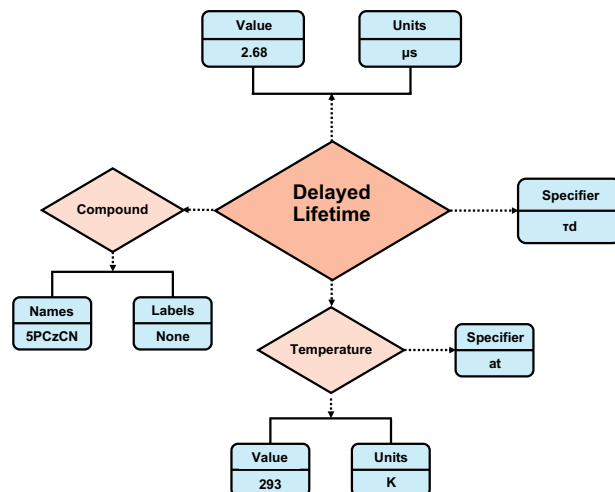 Value
2.68
Units
μs
Delayed
Lifetime
Compound
Specifier
τd
Names
5PCzCN
Labels
None
Temperature
Specifier
at
Value
293
Units
K